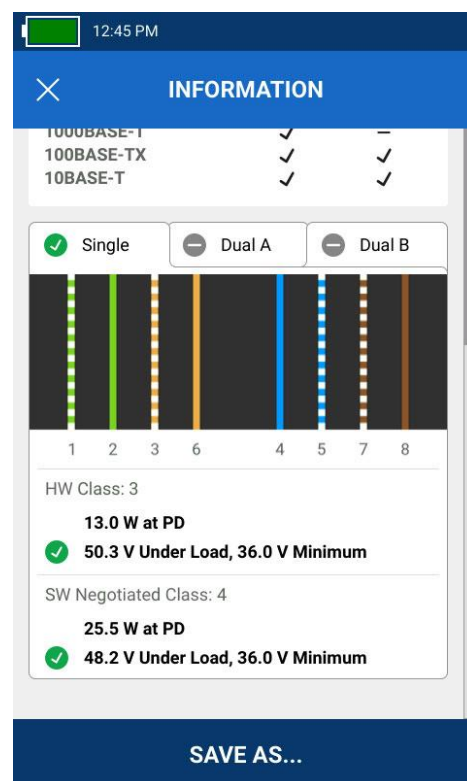 12:45 PM
INFORMATION
1000BASE-T ✓ –
100BASE-TX ✓ ✓
10BASE-T ✓ ✓
Single Dual A Dual B
1 2 3 6 4 5 7 8
HW Class: 3
13.0 W at PD
50.3 V Under Load, 36.0 V Minimum
SW Negotiated Class: 4
25.5 W at PD
48.2 V Under Load, 36.0 V Minimum
SAVE AS...